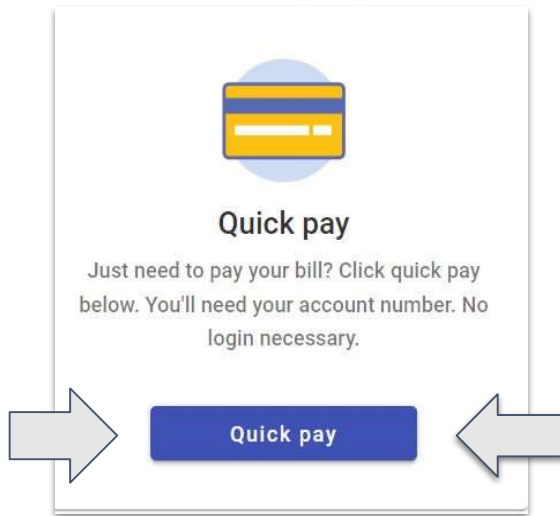 Quick pay
Just need to pay your bill? Click quick pay
below. You'll need your account number. No
login necessary.
Quick pay